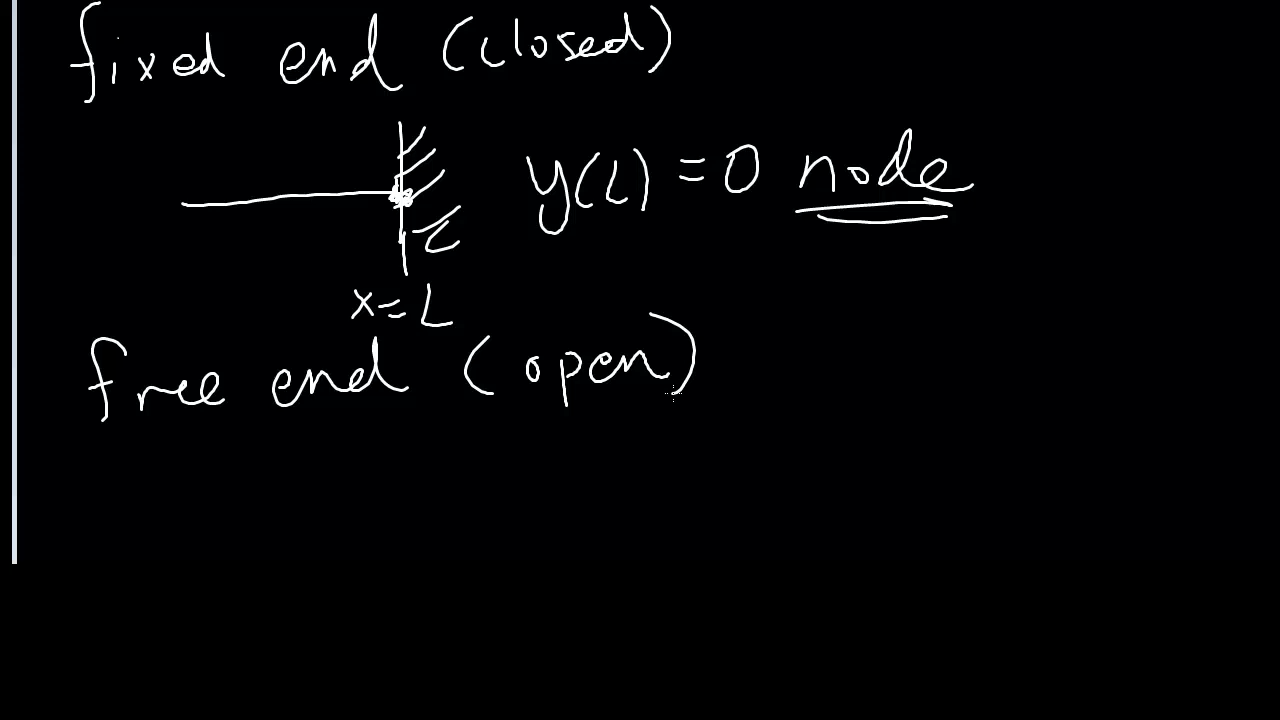 fixed end (closed)
y(L) = 0 node
x = L
free end (open)